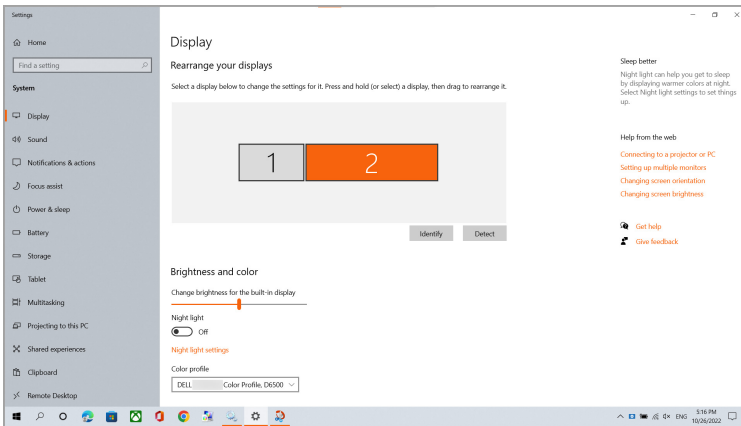 Settings
Home
Find a setting
System
Display
Sound
Notifications & actions
Focus assist
Power & sleep
Battery
Storage
Tablet
Multitasking
Projecting to this PC
Shared experiences
Clipboard
Remote Desktop
Display
Rearrange your displays
Select a display below to change the settings for it. Press and hold (or select) a display, then drag to rearrange it.
1
2
Identify
Detect
Brightness and color
Change brightness for the built-in display
Night light
Off
Night light settings
Color profile
DELL Color Profile, D6500
Sleep better
Night light can help you get to sleep
by displaying warmer colors at night.
Select Night light settings to set things
up.
Help from the web
Connecting to a projector or PC
Setting up multiple monitors
Changing screen orientation
Changing screen brightness
Get help
Give feedback
ENG
5:16 PM
10/26/2022